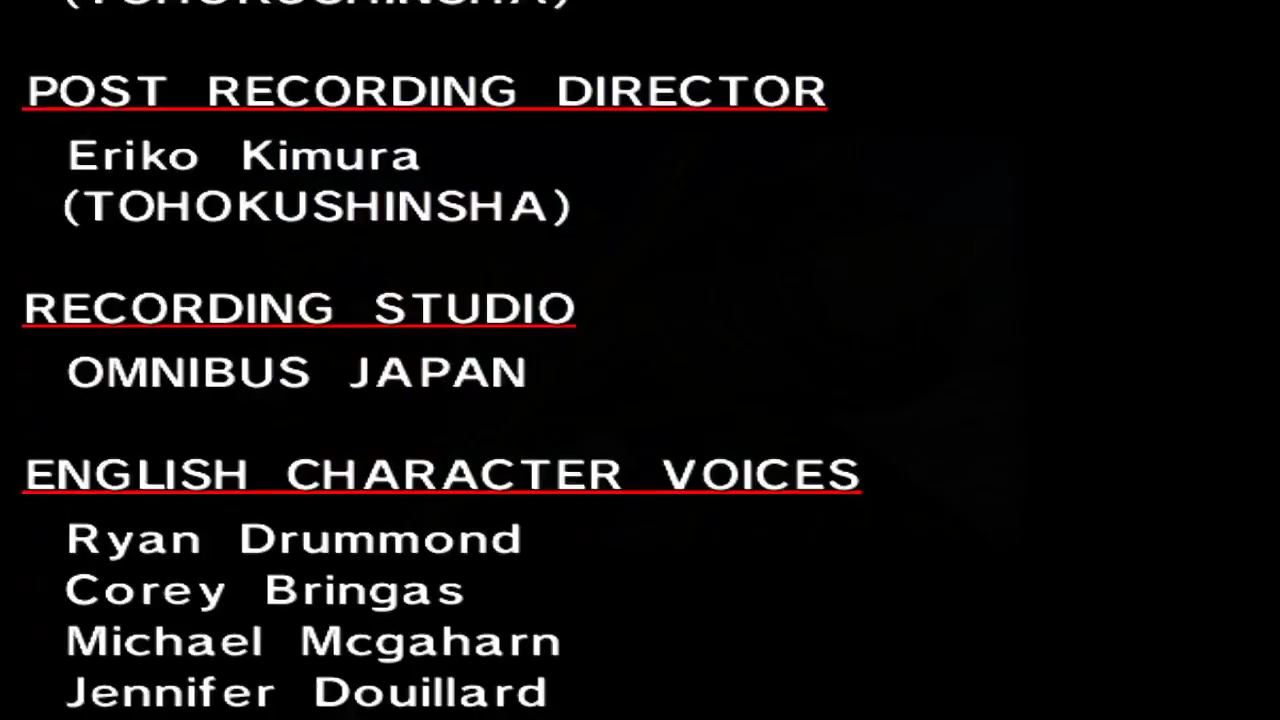 (TOHOKUSHINSHA)
POST RECORDING DIRECTOR
Eriko Kimura
(TOHOKUSHINSHA)
RECORDING STUDIO
OMNIBUS JAPAN
ENGLISH CHARACTER VOICES
Ryan Drummond
Corey Bringas
Michael Mcgaharn
Jennifer Douillard